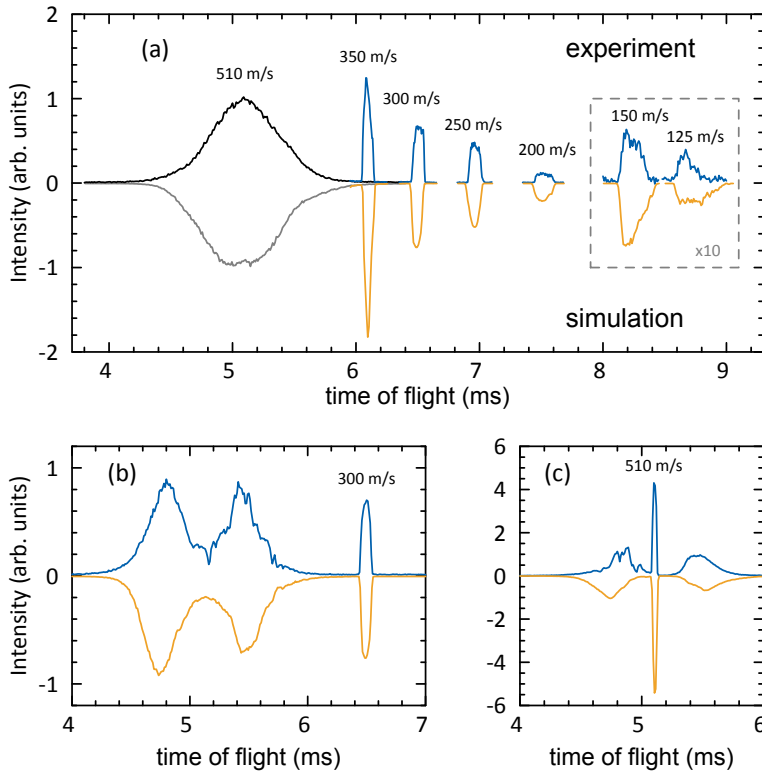 2
(a)
510 m/s
350 m/s
experiment
300 m/s
250 m/s
150 m/s
125 m/s
200 m/s
1
0
-1
-2
Intensity (arb. units)
x10
simulation
4 5 6 7 8 9
time of flight (ms)
(b)
300 m/s
1
0
-1
Intensity (arb. units)
4 5 6 7
time of flight (ms)
(c)
510 m/s
6
4
2
0
-2
-4
-6
4 5 6
time of flight (ms)